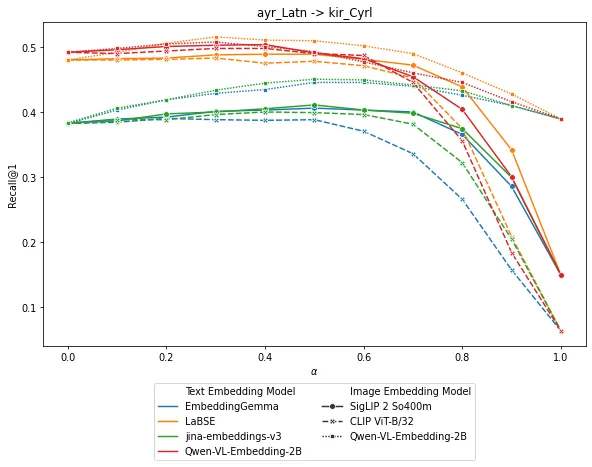 ayr_Latn -> kir_Cyrl
Recall@1
0.5
0.4
0.3
0.2
0.1
0.0 0.2 0.4 0.6 0.8 1.0
α
Text Embedding Model
EmbeddingGemma
LaBSE
jina-embeddings-v3
Qwen-VL-Embedding-2B
Image Embedding Model
SigLIP 2 So400m
CLIP ViT-B/32
Qwen-VL-Embedding-2B